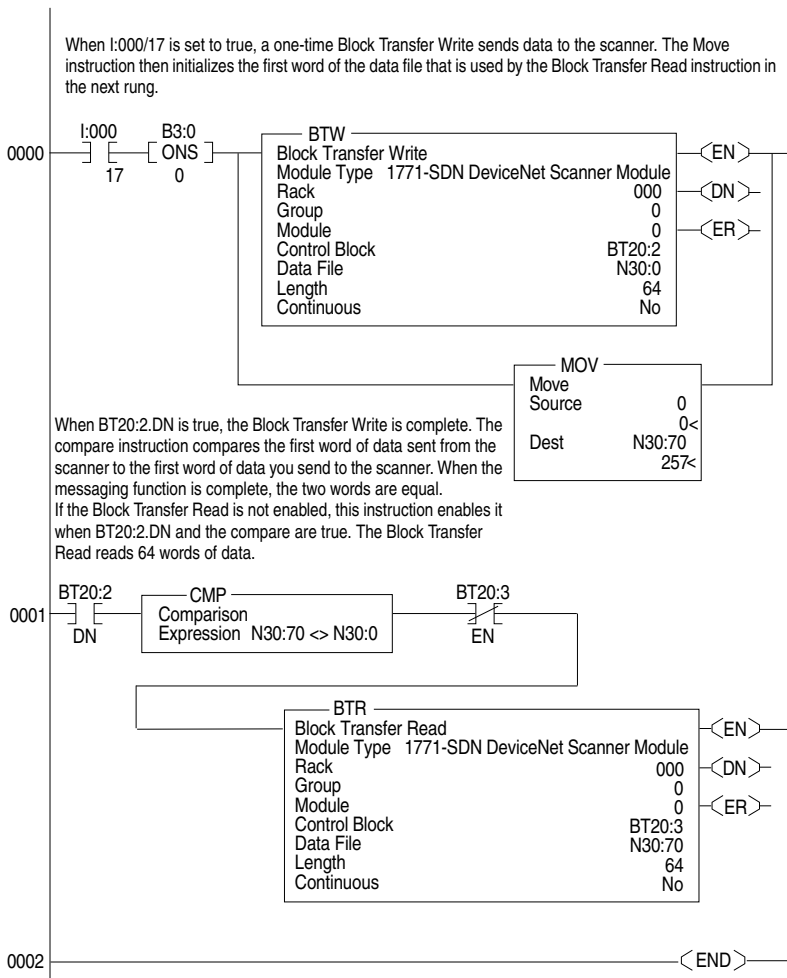 When I:000/17 is set to true, a one-time Block Transfer Write sends data to the scanner. The Move
instruction then initializes the first word of the data file that is used by the Block Transfer Read instruction in
the next rung.
I:000 B3:0
0000 ONS
17 0
BTW
Block Transfer Write
Module Type 1771-SDN DeviceNet Scanner Module
Rack 000
Group 0
Module 0
Control Block BT20:2
Data File N30:0
Length 64
Continuous No
EN
DN
ER
MOV
Move
Source 0
0<
Dest N30:70
257<
When BT20:2.DN is true, the Block Transfer Write is complete. The
compare instruction compares the first word of data sent from the
scanner to the first word of data you send to the scanner. When the
messaging function is complete, the two words are equal.
If the Block Transfer Read is not enabled, this instruction enables it
when BT20:2.DN and the compare are true. The Block Transfer
Read reads 64 words of data.
BT20:2
0001
DN
CMP
Comparison
Expression N30:70 <> N30:0
BT20:3
EN
BTR
Block Transfer Read
Module Type 1771-SDN DeviceNet Scanner Module
Rack 000
Group 0
Module 0
Control Block BT20:3
Data File N30:70
Length 64
Continuous No
EN
DN
ER
0002 END